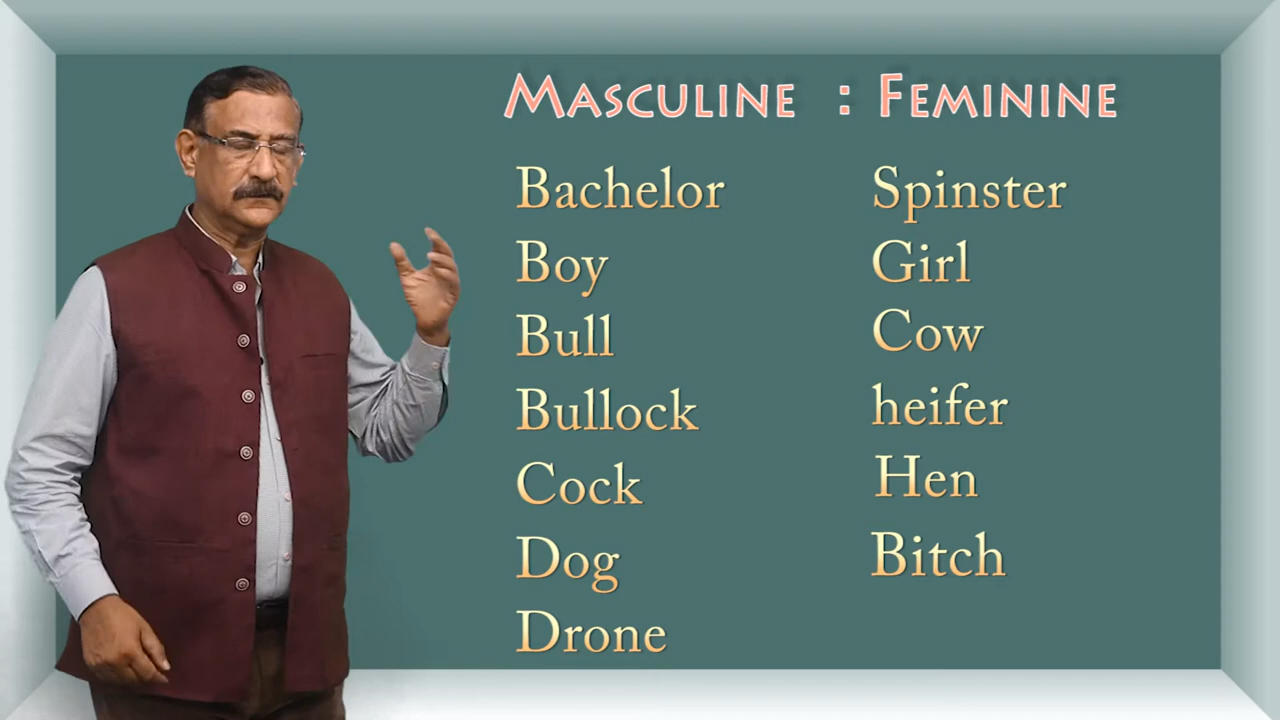 MASCULINE : FEMININE
Bachelor Spinster
Boy Girl
Bull Cow
Bullock heifer
Cock Hen
Dog Bitch
Drone